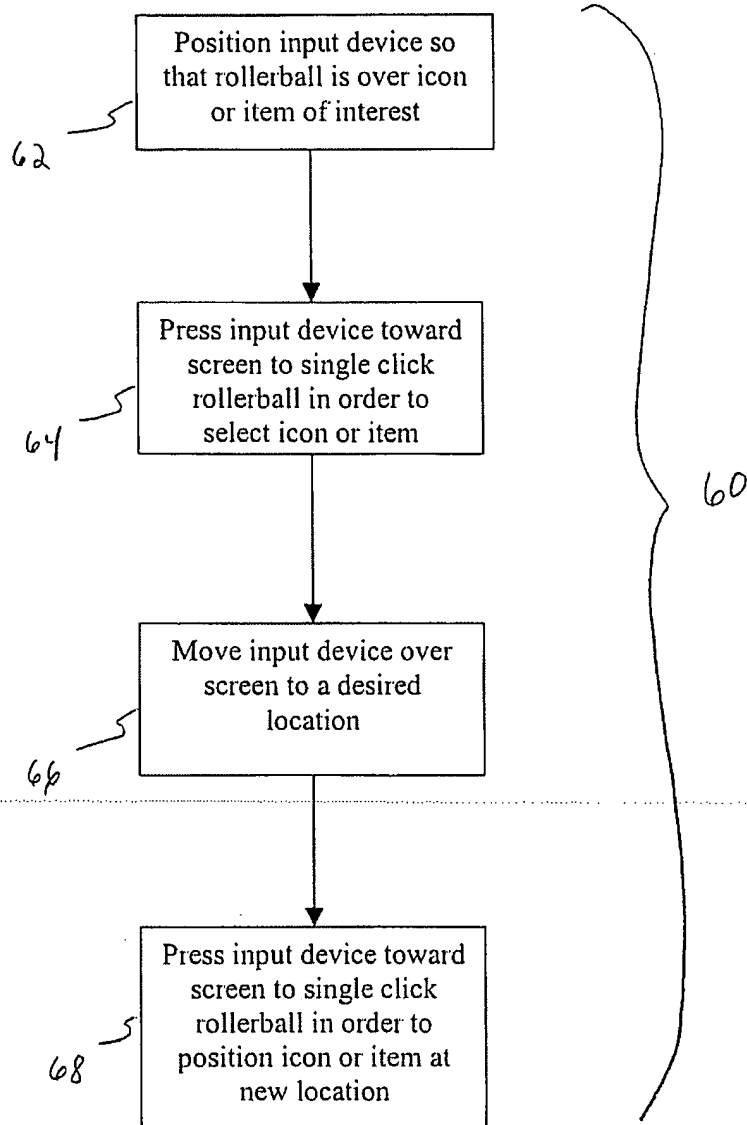 Position input device so
that rollerball is over icon
or item of interest
62
Press input device toward
screen to single click
rollerball in order to
select icon or item
64
60
Move input device over
screen to a desired
location
66
Press input device toward
screen to single click
rollerball in order to
position icon or item at
new location
68